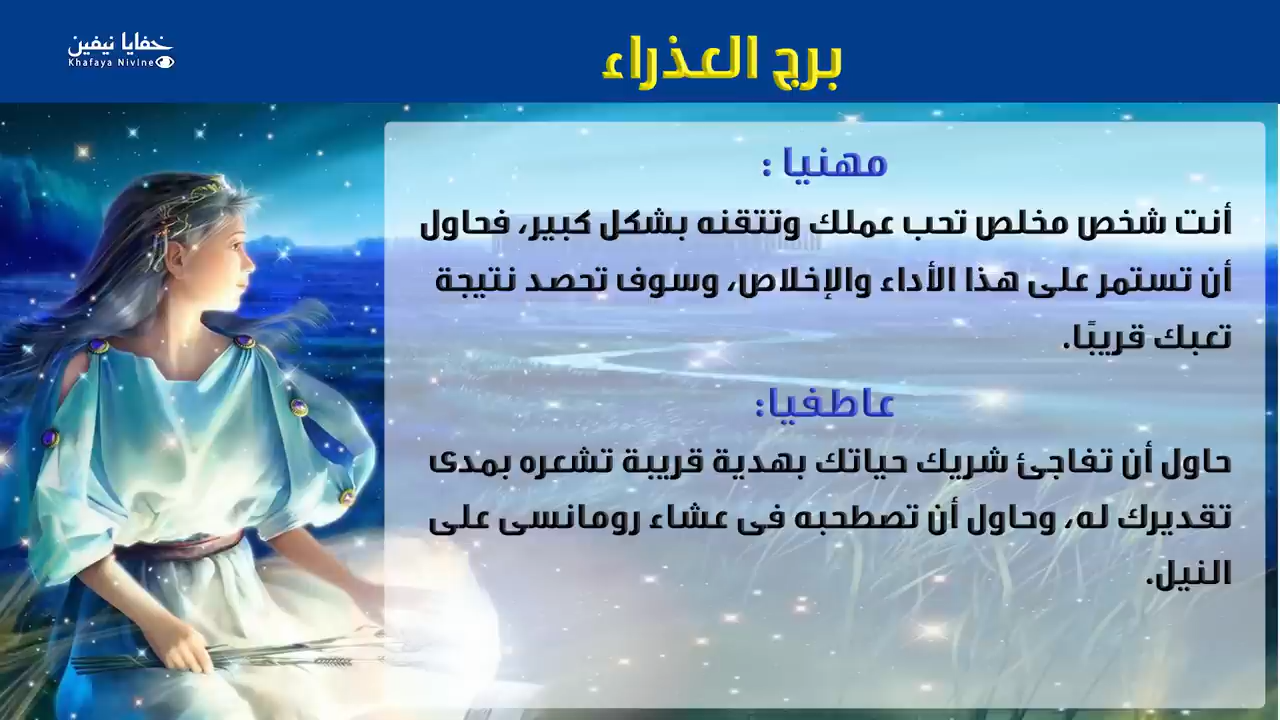 خفايا نيفين
Khafaya Nivine
برج العذراء
مهنيا :
أنت شخص مخلص تحب عملك وتتقنه بشكل كبير، فحاول
أن تستمر على هذا الأداء والإخلاص، وسوف تحصد نتيجة
تعبك قريبًا.
عاطفيا:
حاول أن تفاجئ شريك حياتك بهدية قريبة تشعره بمدى
تقديرك له، وحاول أن تصطحبه فى عشاء رومانسى على
النيل.